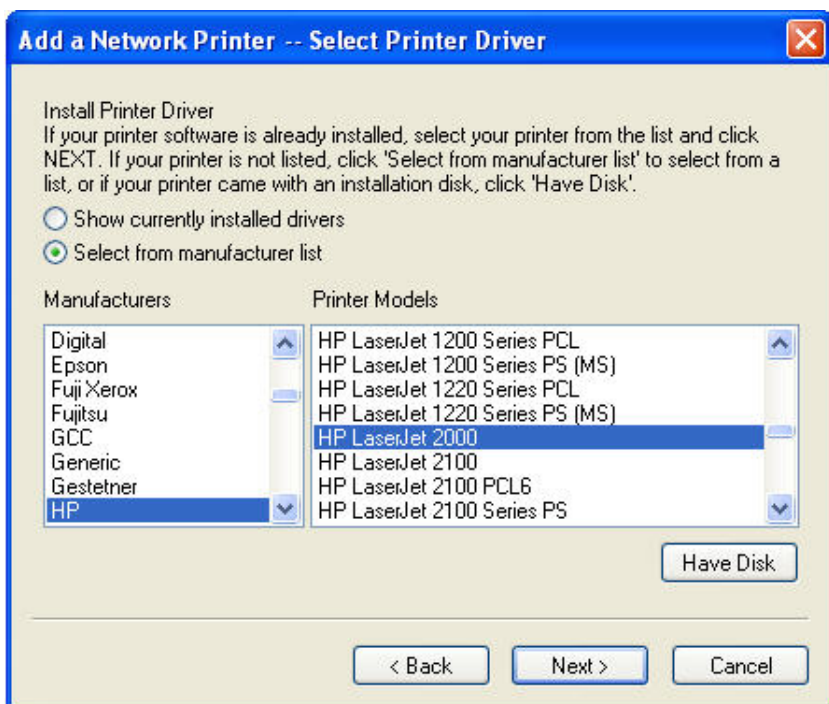 Add a Network Printer -- Select Printer Driver
Install Printer Driver
If your printer software is already installed, select your printer from the list and click
NEXT. If your printer is not listed, click 'Select from manufacturer list' to select from a
list, or if your printer came with an installation disk, click 'Have Disk'.
Show currently installed drivers
Select from manufacturer list
Manufacturers
Digital
Epson
Fuji Xerox
Fujitsu
GCC
Generic
Gestetner
HP
Printer Models
HP LaserJet 1200 Series PCL
HP LaserJet 1200 Series PS (MS)
HP LaserJet 1220 Series PCL
HP LaserJet 1220 Series PS (MS)
HP LaserJet 2000
HP LaserJet 2100
HP LaserJet 2100 PCL6
HP LaserJet 2100 Series PS
Have Disk
< Back
Next >
Cancel